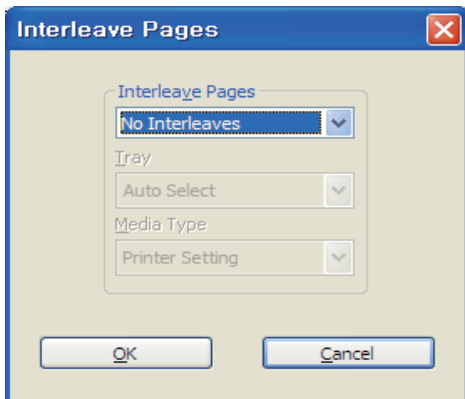 Interleave Pages
Interleave Pages
No Interleaves
Tray
Auto Select
Media Type
Printer Setting
OK
Cancel